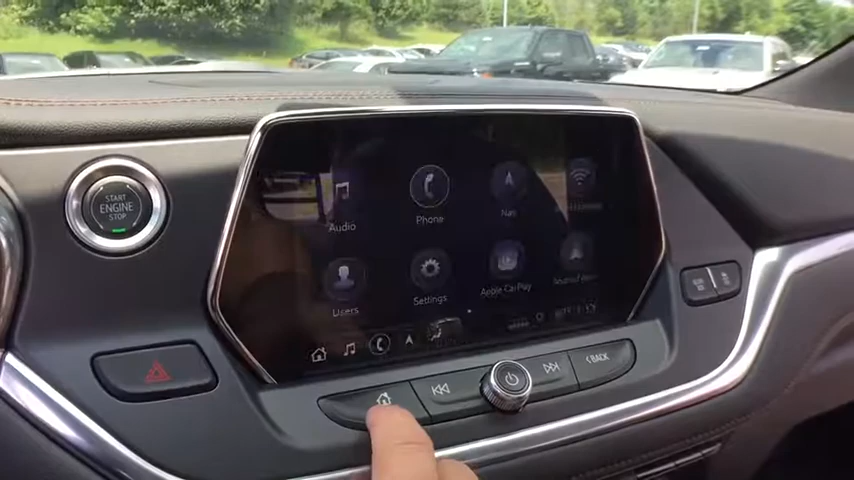 START
ENGINE
STOP
Audio
Phone
Nav
Users
Settings
Apple CarPlay
BACK